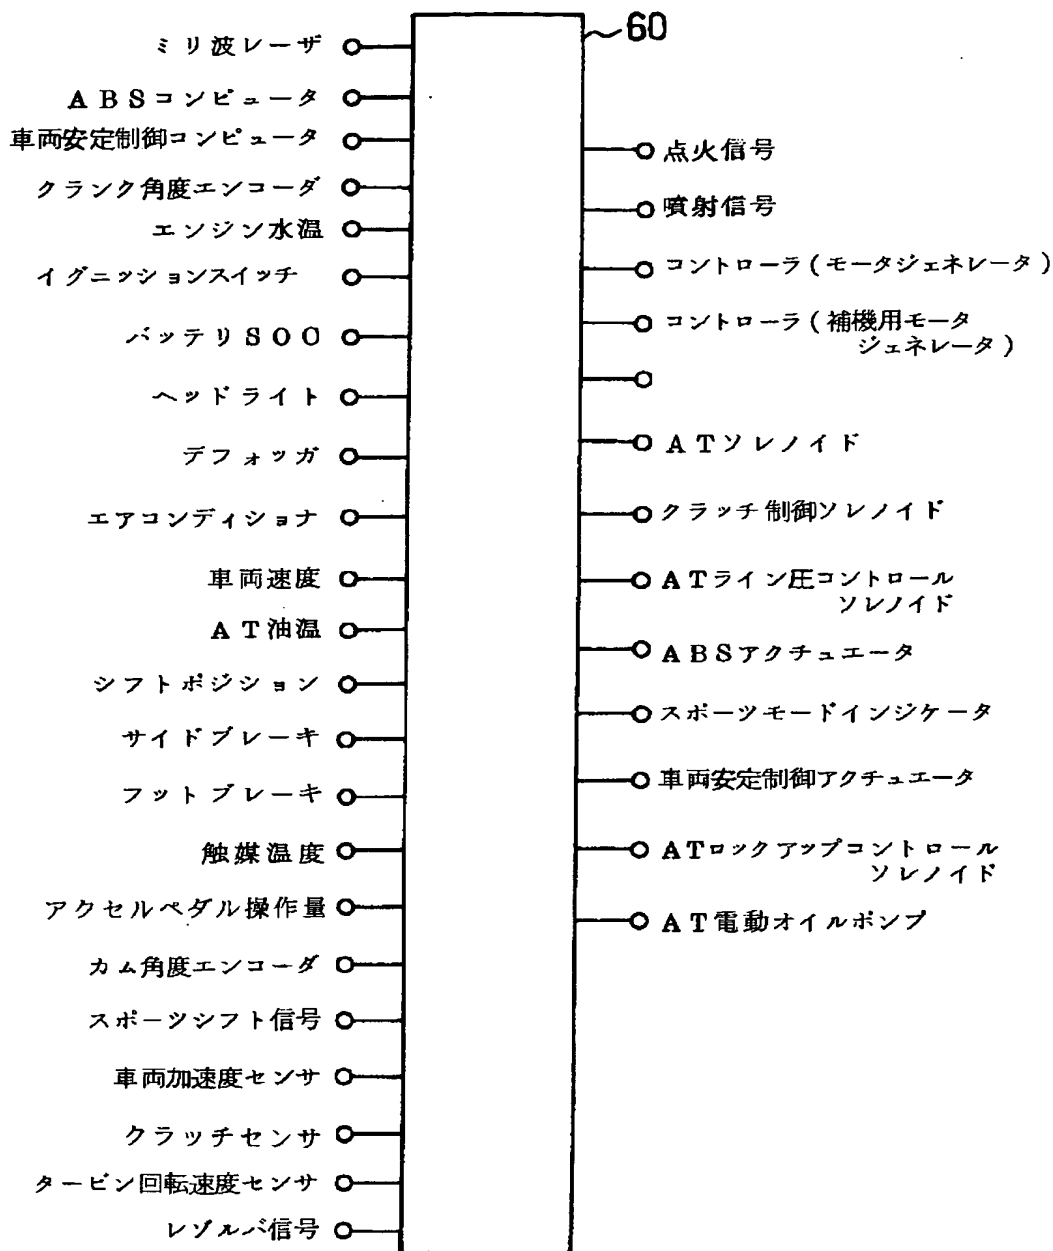 ミリ波レーザ
ABSコンピュータ
車両安定制御コンピュータ
クランク角度エンコーダ
エンジン水温
イグニッションスイッチ
バッテリSOC
ヘッドライト
デフォッガ
エアコンディショナ
車両速度
AT油温
シフトポジション
サイドブレーキ
フットブレーキ
触媒温度
アクセルペダル操作量
カム角度エンコーダ
スポーツシフト信号
車両加速度センサ
クラッチセンサ
タービン回転速度センサ
レゾルバ信号
60
点火信号
噴射信号
コントローラ(モータジェネレータ)
コントローラ(補機用モータ
ジェネレータ)
ATソレノイド
クラッチ制御ソレノイド
ATライン圧コントロール
ソレノイド
ABSアクチュエータ
スポーツモードインジケータ
車両安定制御アクチュエータ
ATロックアップコントロール
ソレノイド
AT電動オイルポンプ